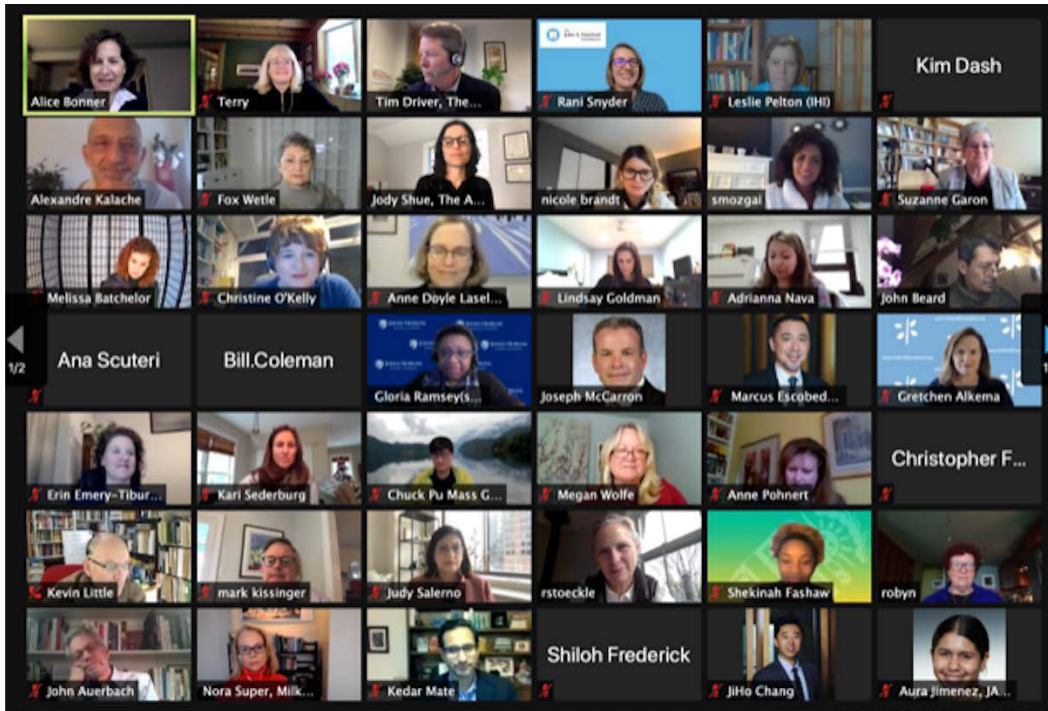 Alice Bonner
Terry
Tim Driver, The...
Rani Snyder
Leslie Pelton (IHI)
Kim Dash
Alexandre Kalache
Fox Wetle
Jody Shue, The A...
nicole brandt
smozgai
Suzanne Garon
Melissa Batchelor
Christine O'Kelly
Anne Doyle Lasel...
Lindsay Goldman
Adrianna Nava
John Beard
1/2
Ana Scuteri
Bill.Coleman
Gloria Ramsey(s...
Joseph McCarron
Marcus Escobed...
Gretchen Alkema
Erin Emery-Tibur...
Kari Sederburg
Chuck Pu Mass G...
Megan Wolfe
Anne Pohnert
Christopher F...
Kevin Little
mark kissinger
Judy Salerno
rstoeckle
Shekinah Fashaw
robyn
John Auerbach
Nora Super, Milk...
Kedar Mate
Shiloh Frederick
JiHo Chang
Aura Jimenez, JA...